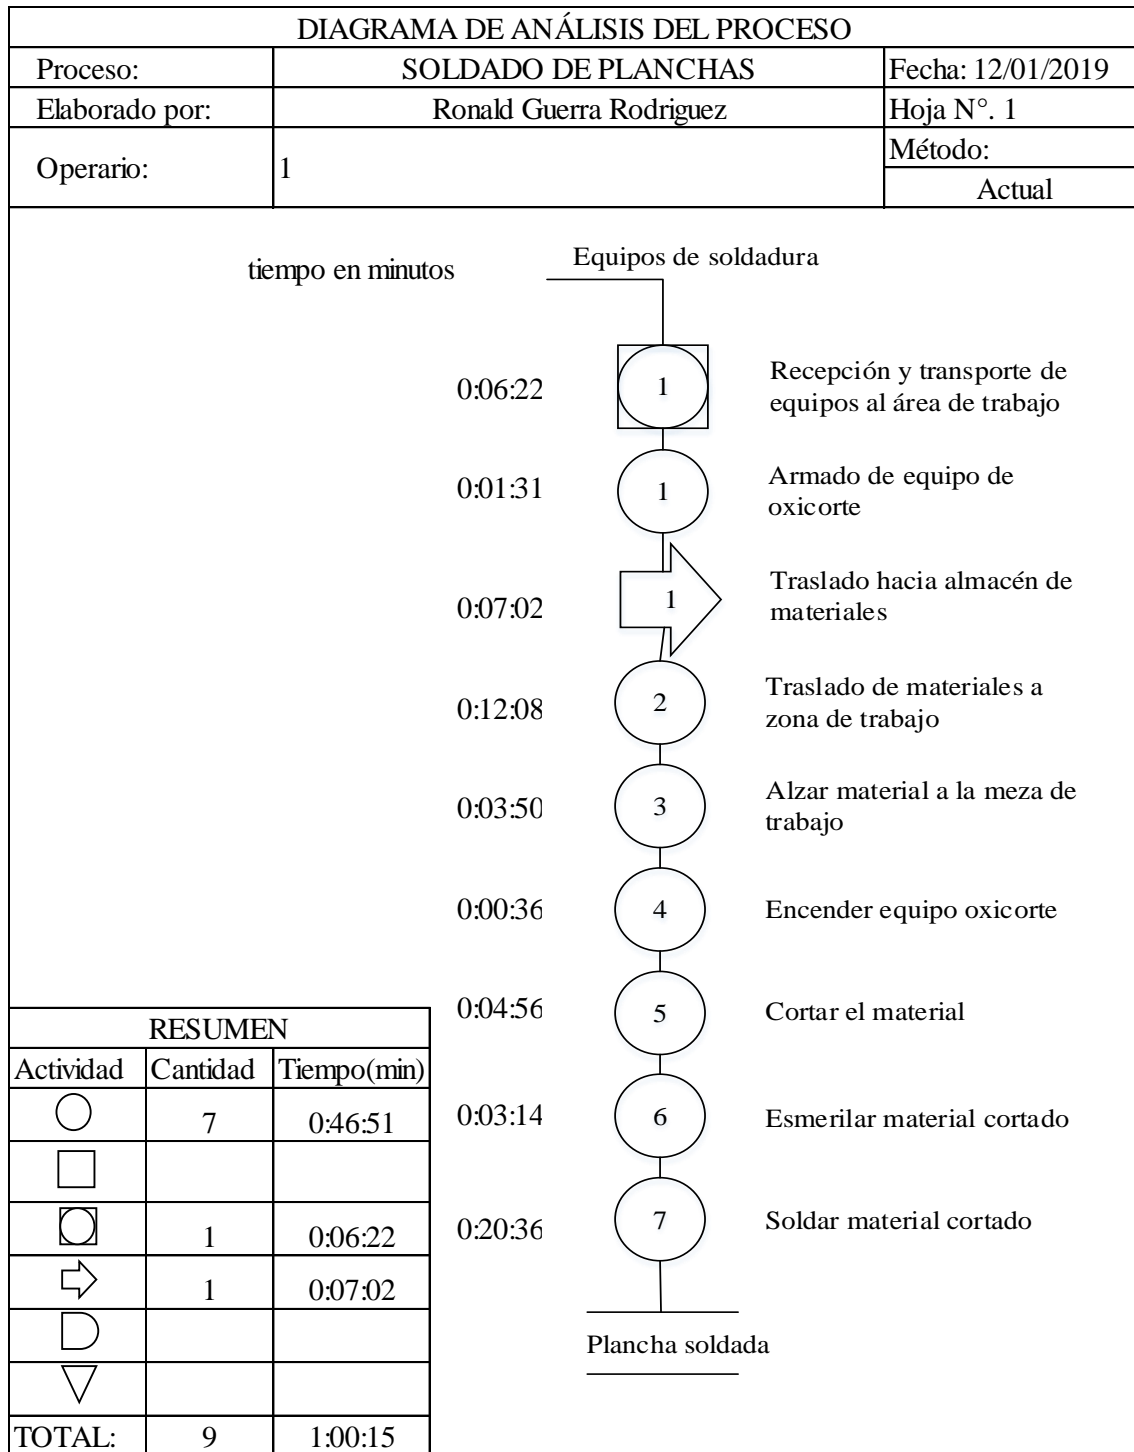 DIAGRAMA DE ANÁLISIS DEL PROCESO
Proceso: SOLDADO DE PLANCHAS Fecha: 12/01/2019
Elaborado por: Ronald Guerra Rodriguez Hoja N°. 1
Operario: 1 Método:
Actual
tiempo en minutos Equipos de soldadura
0:06:22 1 Recepción y transporte de
equipos al área de trabajo
0:01:31 1 Armado de equipo de
oxicorte
0:07:02 1 Traslado hacia almacén de
materiales
0:12:08 2 Traslado de materiales a
zona de trabajo
0:03:50 3 Alzar material a la meza de
trabajo
0:00:36 4 Encender equipo oxicorte
0:04:56 5 Cortar el material
0:03:14 6 Esmerilar material cortado
0:20:36 7 Soldar material cortado
Plancha soldada
RESUMEN
Actividad Cantidad Tiempo(min)
7 0:46:51
1 0:06:22
1 0:07:02
TOTAL: 9 1:00:15